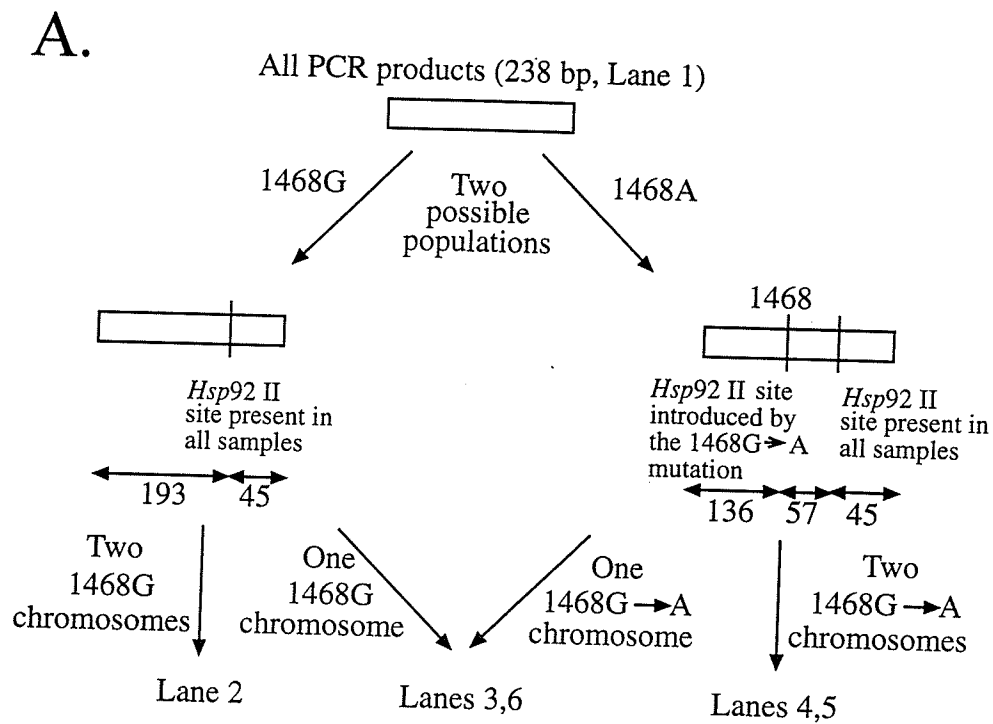 A.
All PCR products (238 bp, Lane 1)
1468G
Two
possible
populations
1468A
1468
Hsp92 II
site present in
all samples
Hsp92 II site
introduced by
the 1468G→A
mutation
Hsp92 II
site present in
all samples
193
45
136
57
45
Two
1468G
chromosomes
One
1468G
chromosome
One
1468G→A
chromosome
Two
1468G→A
chromosomes
Lane 2
Lanes 3,6
Lanes 4,5